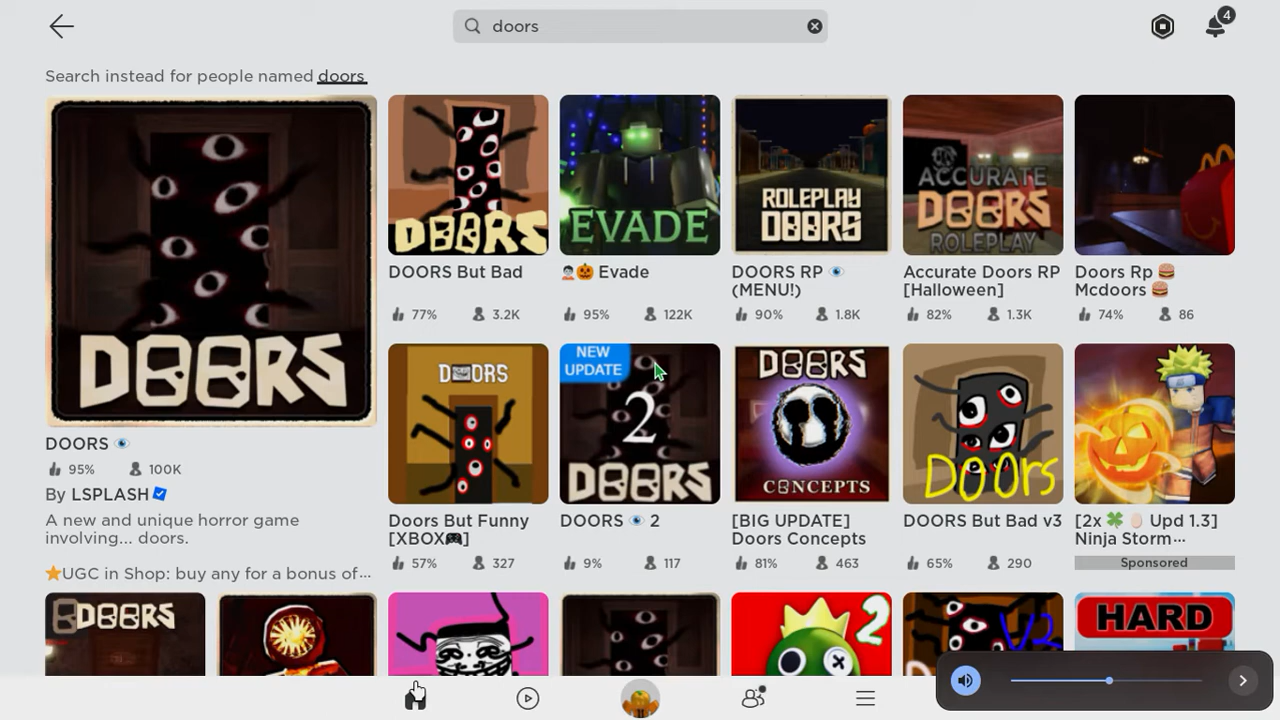 doors
4
Search instead for people named doors
DOORS
DOORS
EVADE
ROLEPLAY
DOORS
ACCURATE
DOORS
ROLEPLAY
DOORS But Bad
77% 3.2K
🧛🏻🎃 Evade
95% 122K
DOORS RP 👁️
(MENU!)
90% 1.8K
Accurate Doors RP
[Halloween]
82% 1.3K
Doors Rp 🍔
Mcdoors 🍔
74% 86
DOORS 👁️
95% 100K
By LSPLASH
A new and unique horror game
involving... doors.
⭐UGC in Shop: buy any for a bonus of...
DOORS
NEW
UPDATE
2
DOORS
DOORS
CONCEPTS
Doors
Doors But Funny
[XBOX🎮]
57% 327
DOORS 👁️ 2
9% 117
[BIG UPDATE]
Doors Concepts
81% 463
DOORS But Bad v3
65% 290
[2x 🍀 🥚 Upd 1.3]
Ninja Storm...
Sponsored
DOORS
2
V2
HARD